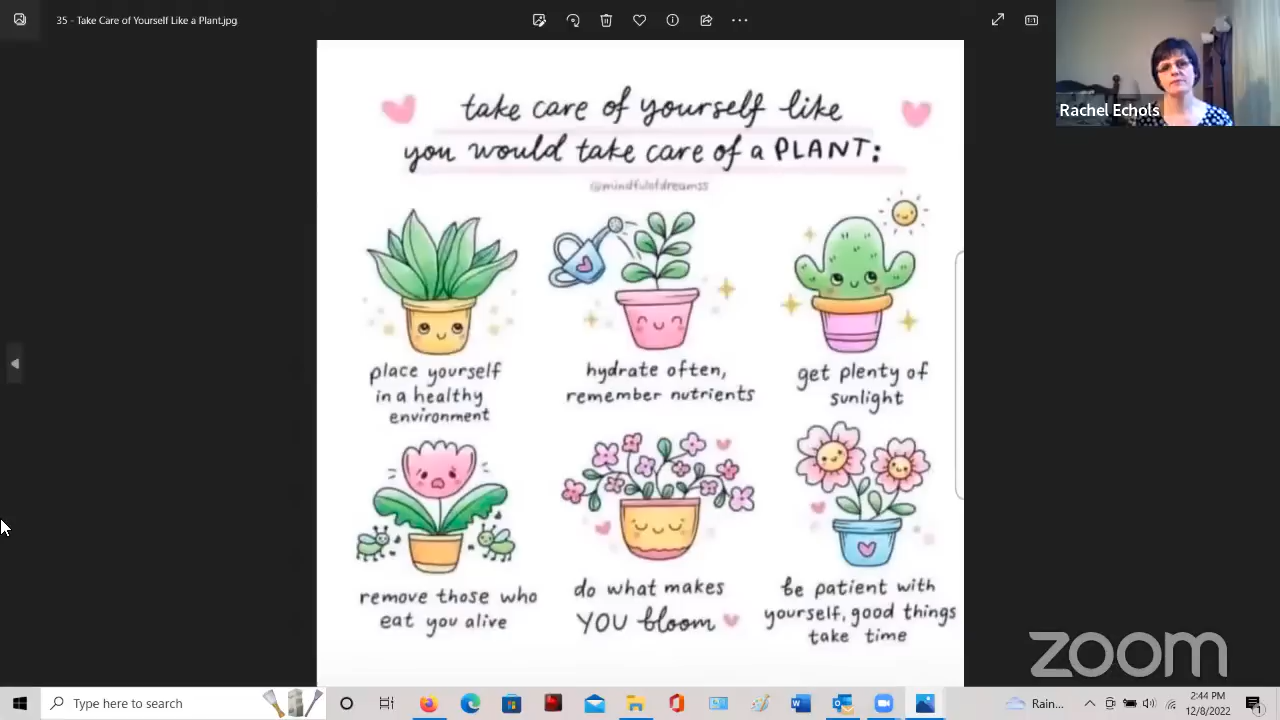 35 - Take Care of Yourself Like a Plant.jpg
Rachel Echols
take care of yourself like
you would take care of a PLANT:
@mindfulofdreamss
place yourself
in a healthy
environment
hydrate often,
remember nutrients
get plenty of
sunlight
remove those who
eat you alive
do what makes
YOU bloom
be patient with
yourself, good things
take time
zoom
Type here to search
Rain...
2:44 PM
12/8/2022